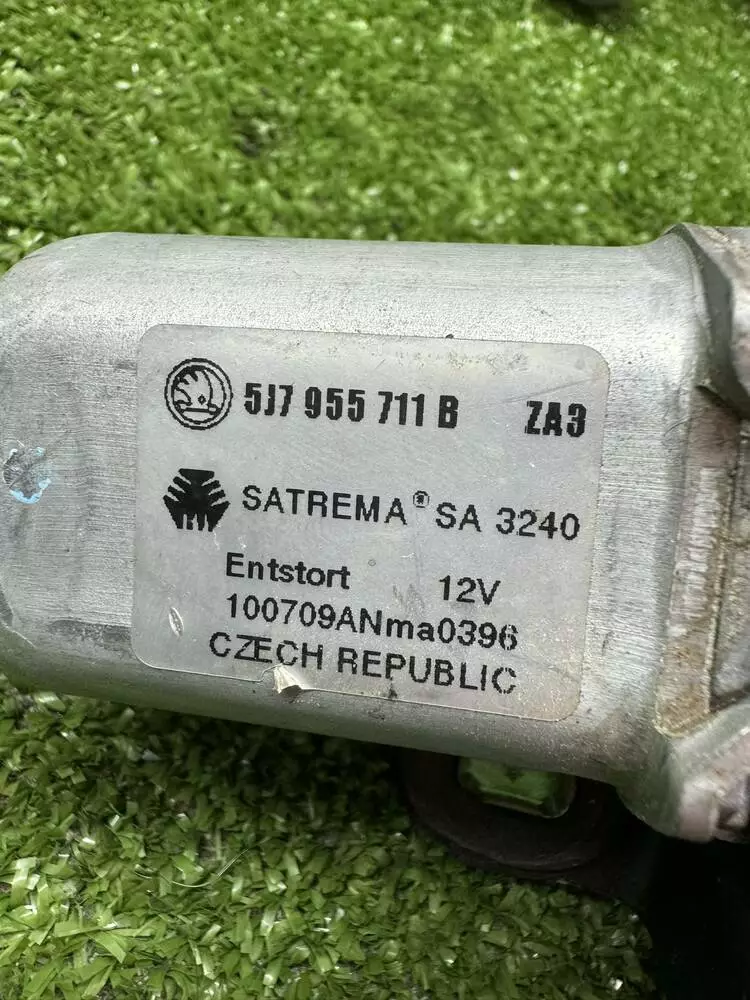 5J7 955 711 B ZA3
SATREMA® SA 3240
Entstort 12V
100709ANma0396
CZECH REPUBLIC